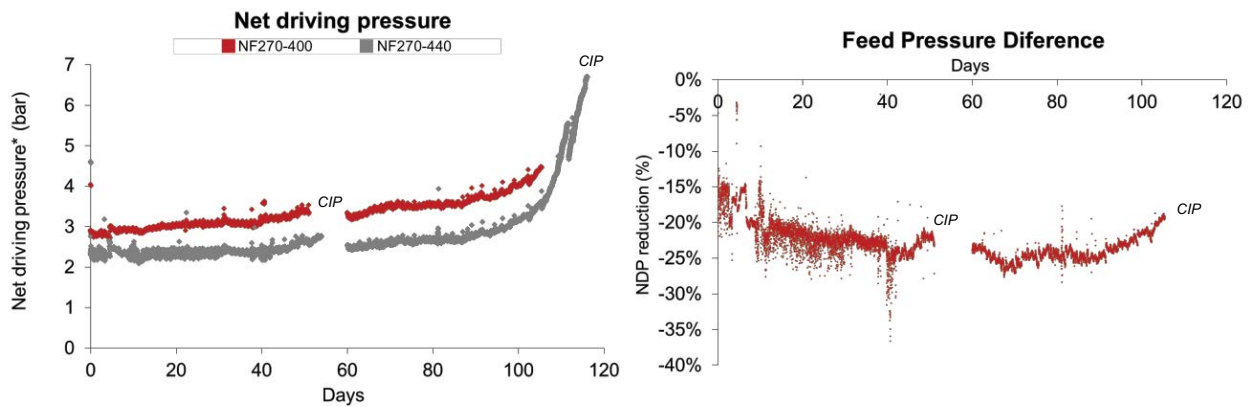 Net driving pressure
NF270-400 NF270-440
Net driving pressure* (bar)
7
6
5
4
3
2
1
0
CIP
CIP
0 20 40 60 80 100 120
Days
Feed Pressure Diference
Days
0 20 40 60 80 100 120
NDP reduction (%)
0%
-5%
-10%
-15%
-20%
-25%
-30%
-35%
-40%
CIP
CIP